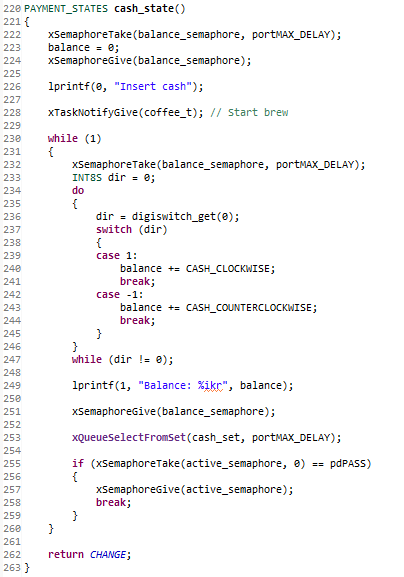 220 PAYMENT_STATES cash_state()
221 {
222     xSemaphoreTake(balance_semaphore, portMAX_DELAY);
223     balance = 0;
224     xSemaphoreGive(balance_semaphore);
225
226     lprintf(0, "Insert cash");
227
228     xTaskNotifyGive(coffee_t); // Start brew
229
230     while (1)
231     {
232         xSemaphoreTake(balance_semaphore, portMAX_DELAY);
233         INT8S dir = 0;
234         do
235         {
236             dir = digiswitch_get(0);
237             switch (dir)
238             {
239             case 1:
240                 balance += CASH_CLOCKWISE;
241                 break;
242             case -1:
243                 balance += CASH_COUNTERCLOCKWISE;
244                 break;
245             }
246         }
247         while (dir != 0);
248
249         lprintf(1, "Balance: %ikr", balance);
250
251         xSemaphoreGive(balance_semaphore);
252
253         xQueueSelectFromSet(cash_set, portMAX_DELAY);
254
255         if (xSemaphoreTake(active_semaphore, 0) == pdPASS)
256         {
257             xSemaphoreGive(active_semaphore);
258             break;
259         }
260     }
261
262     return CHANGE;
263 }